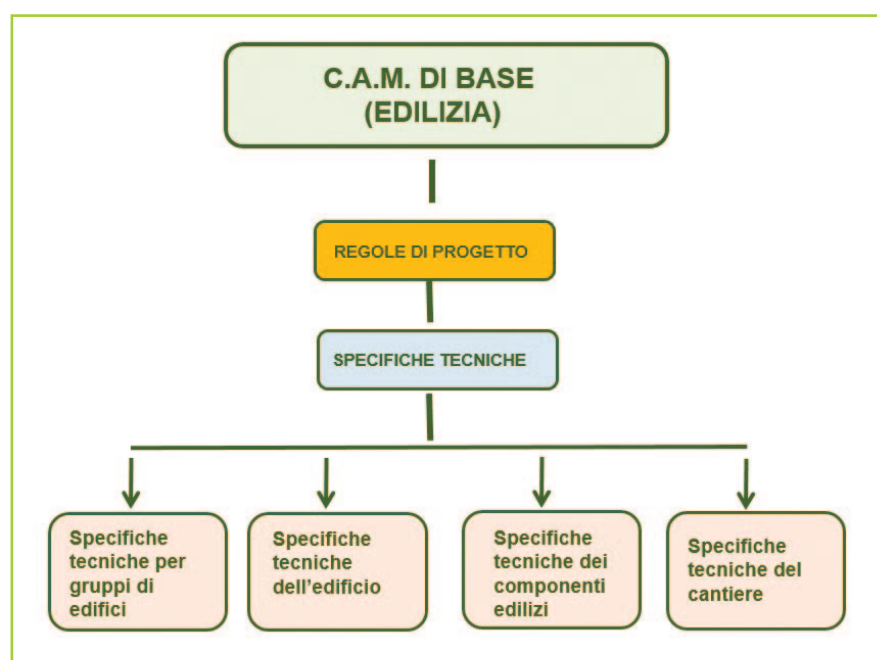 C.A.M. DI BASE
(EDILIZIA)
REGOLE DI PROGETTO
SPECIFICHE TECNICHE
Specifiche
tecniche per
gruppi di
edifici
Specifiche
tecniche
dell'edificio
Specifiche
tecniche dei
componenti
edilizi
Specifiche
tecniche del
cantiere